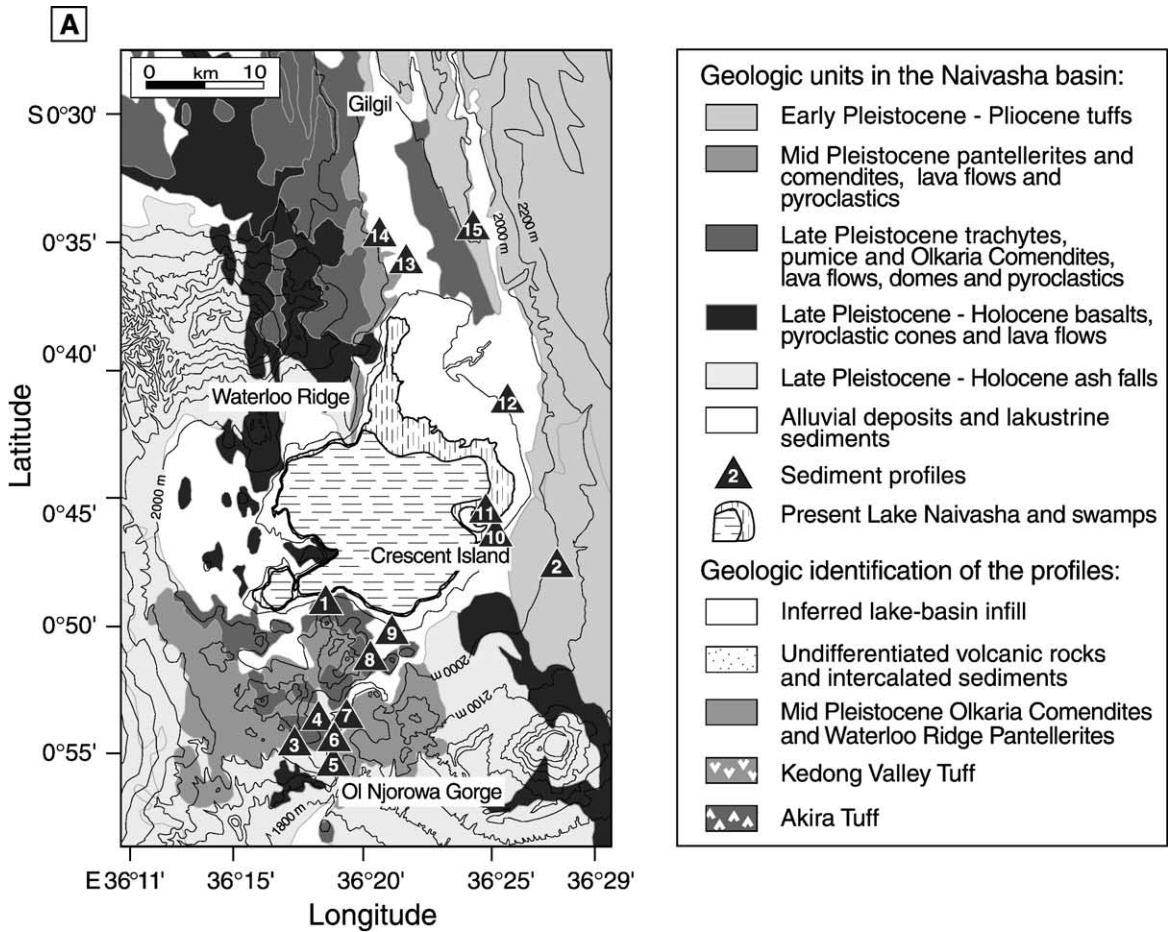 A
0 km 10
Gilgil
S 0°30'
0°35'
0°40'
0°45'
0°50'
0°55'
Latitude
2000 m
2200 m
15
14
13
Waterloo Ridge
12
2000 m
11
10
Crescent Island
2
1
9
8
2000 m
2100 m
4
7
3
6
5
Ol Njorowa Gorge
1800 m
E 36°11' 36°15' 36°20' 36°25' 36°29'
Longitude
Geologic units in the Naivasha basin:
Early Pleistocene - Pliocene tuffs
Mid Pleistocene pantellerites and
comendites, lava flows and
pyroclastics
Late Pleistocene trachytes,
pumice and Olkaria Comendites,
lava flows, domes and pyroclastics
Late Pleistocene - Holocene basalts,
pyroclastic cones and lava flows
Late Pleistocene - Holocene ash falls
Alluvial deposits and lakustrine
sediments
2 Sediment profiles
Present Lake Naivasha and swamps
Geologic identification of the profiles:
Inferred lake-basin infill
Undifferentiated volcanic rocks
and intercalated sediments
Mid Pleistocene Olkaria Comendites
and Waterloo Ridge Pantellerites
Kedong Valley Tuff
Akira Tuff